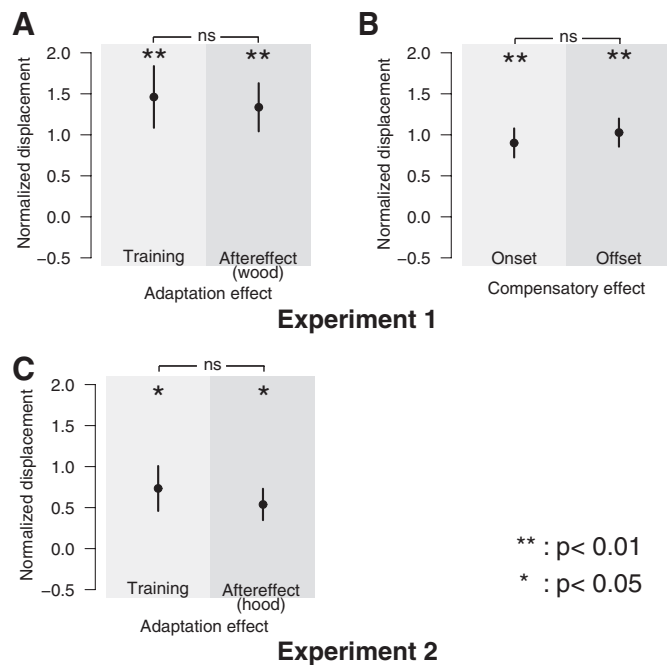 A
ns
2.0
1.5
1.0
0.5
0.0
−0.5
Normalized displacement
**
**
Training
Aftereffect
(wood)
Adaptation effect
B
ns
2.0
1.5
1.0
0.5
0.0
−0.5
Normalized displacement
**
**
Onset
Offset
Compensatory effect
Experiment 1
C
ns
2.0
1.5
1.0
0.5
0.0
−0.5
Normalized displacement
*
*
Training
Aftereffect
(hood)
Adaptation effect
** : p< 0.01
* : p< 0.05
Experiment 2